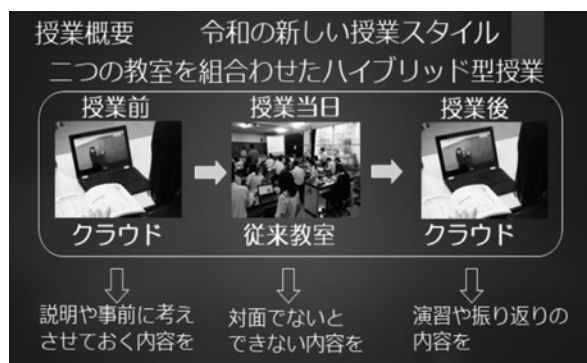 授業概要 令和の新しい授業スタイル
二つの教室を組合わせたハイブリッド型授業
授業前 授業当日 授業後
クラウド 従来教室 クラウド
説明や事前に考え
させておく内容を
対面でないと
できない内容を
演習や振り返りの
内容を